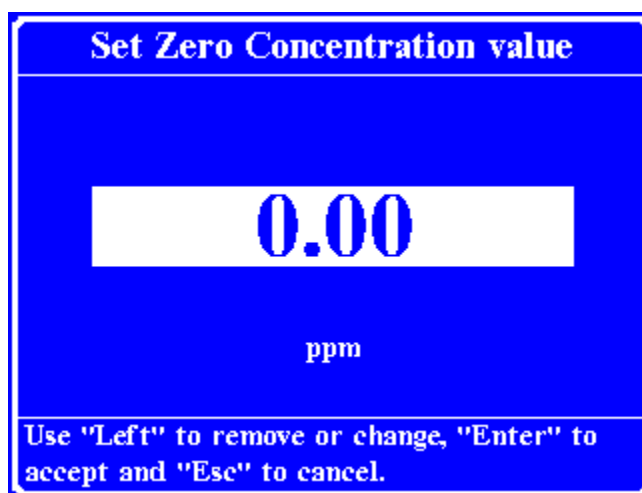 Set Zero Concentration value
0.00
ppm
Use "Left" to remove or change, "Enter" to
accept and "Esc" to cancel.